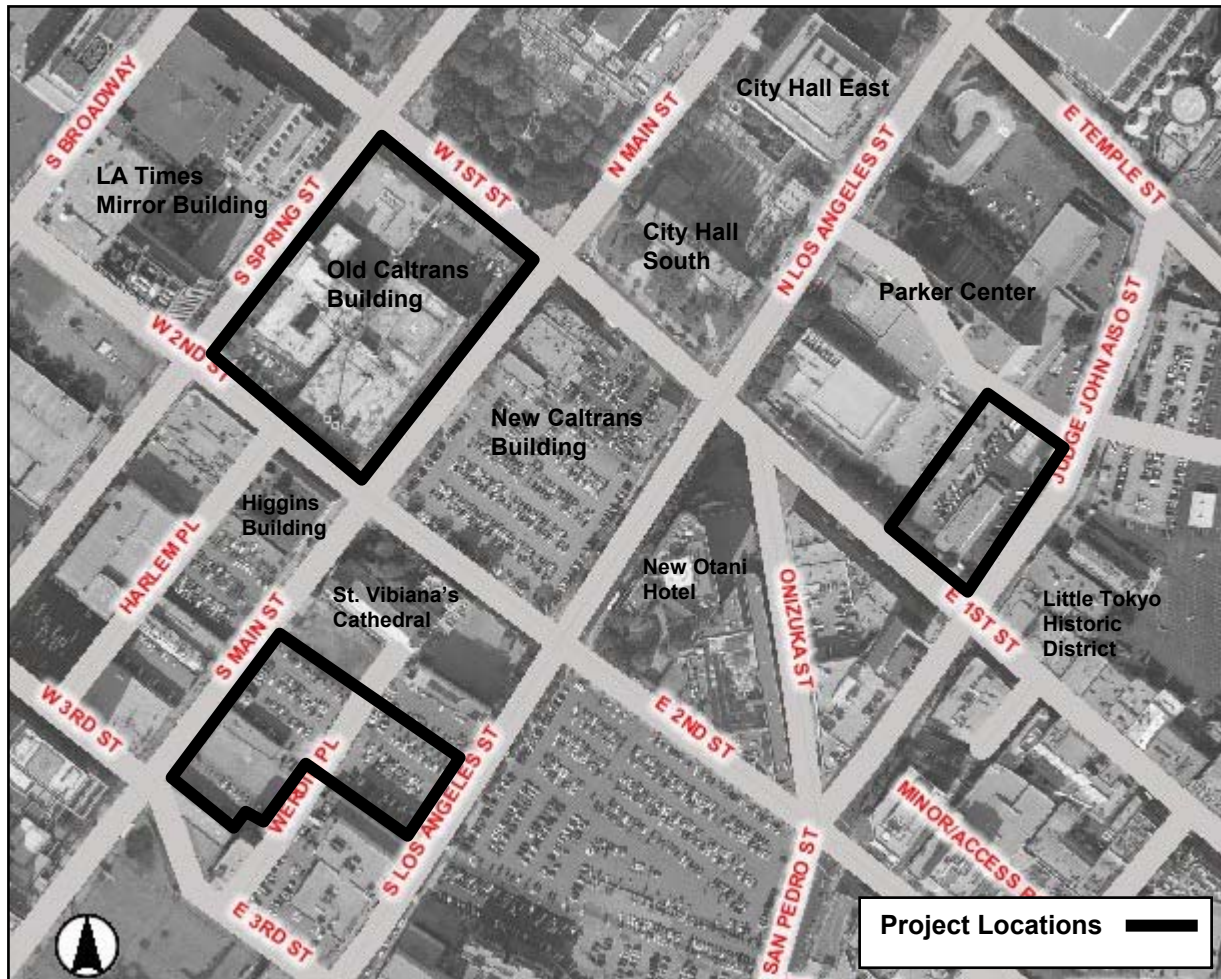 S BROADWAY
LA Times
Mirror Building
S SPRING ST
W 1ST ST
N MAIN ST
City Hall East
N LOS ANGELES ST
E TEMPLE ST
City Hall
South
Parker Center
JUDGE JOHN AISO ST
Old Caltrans
Building
W 2ND ST
New Caltrans
Building
Higgins
Building
HARLEM PL
St. Vibiana's
Cathedral
New Otani
Hotel
ONIZUKA ST
E 1ST ST
Little Tokyo
Historic
District
S MAIN ST
W 3RD ST
S LOS ANGELES ST
E 2ND ST
MINOR/ACCESS
E 3RD ST
SAN PEDRO ST
Project Locations